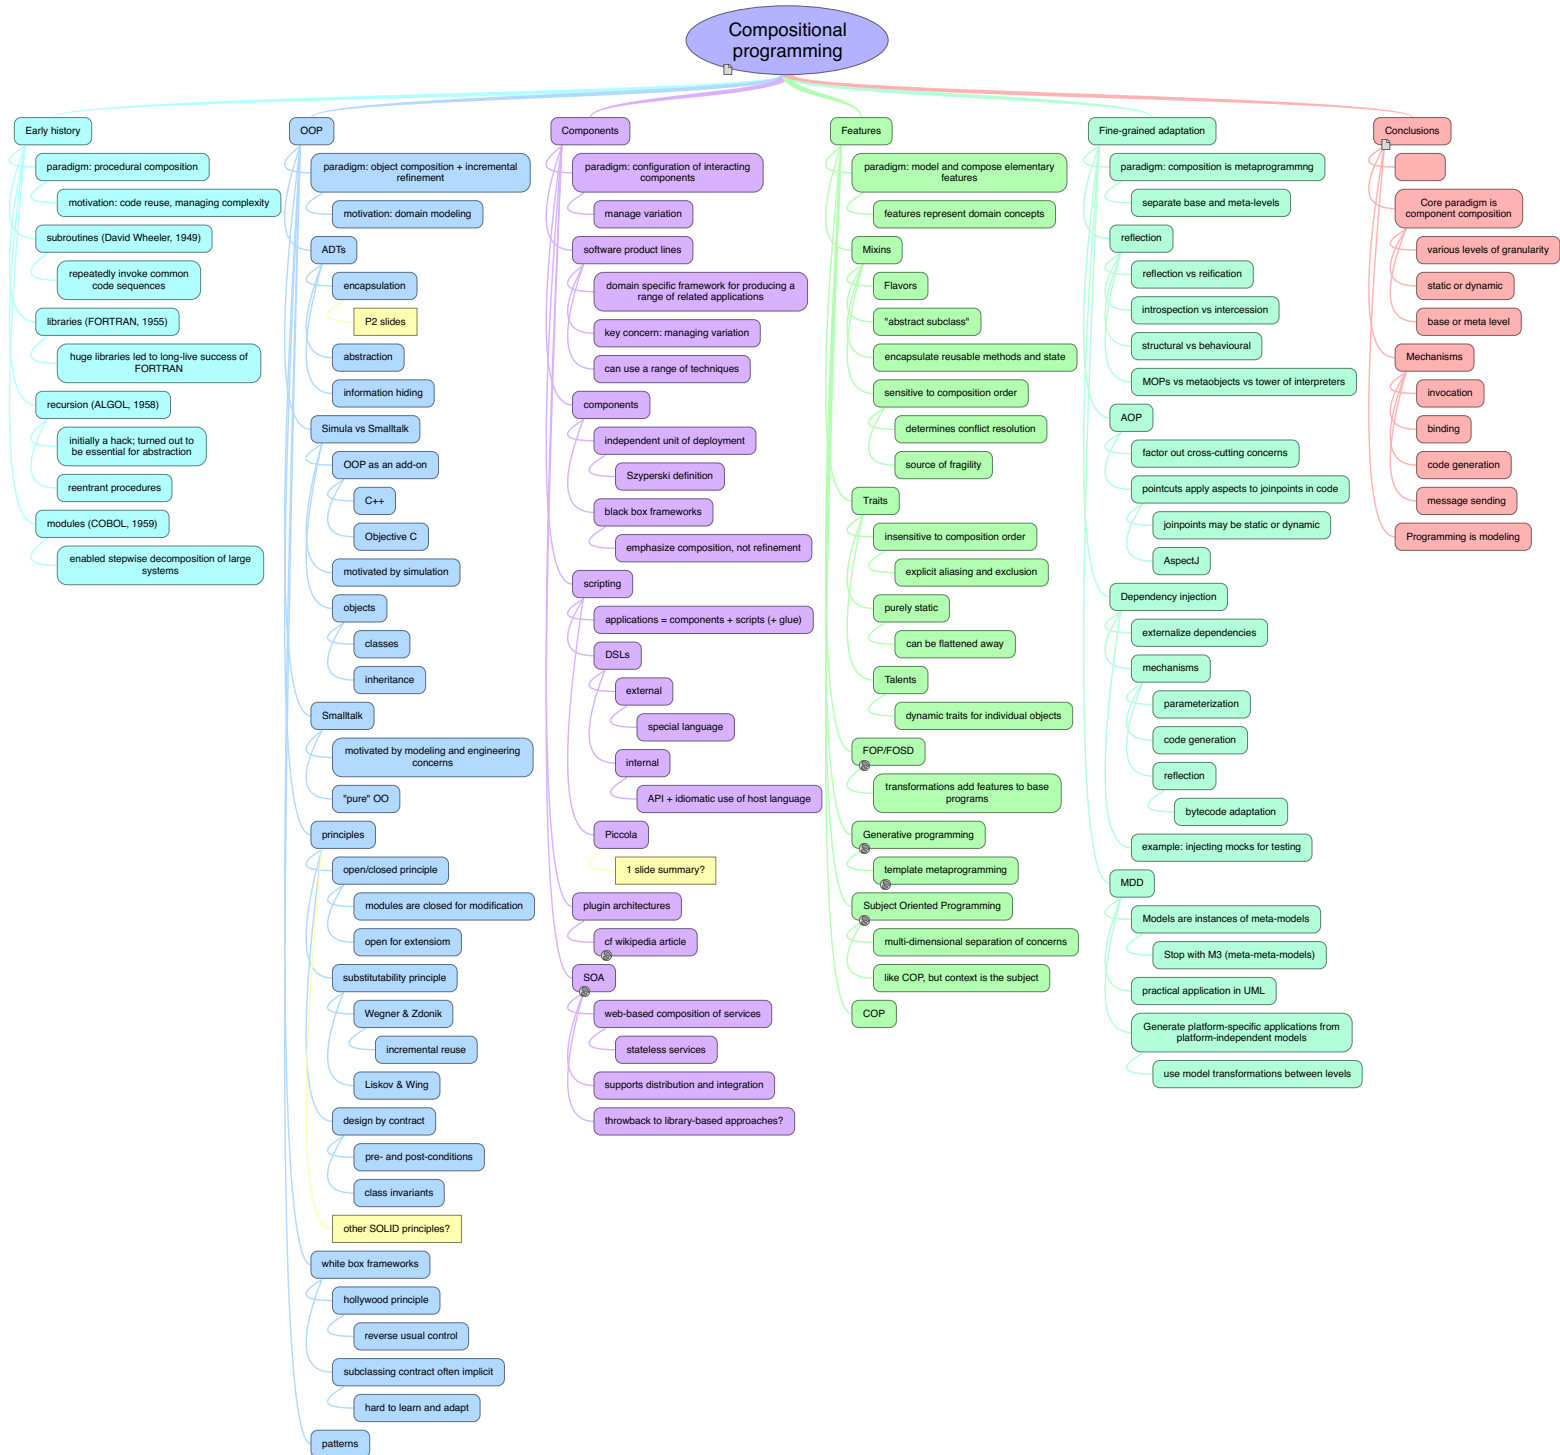 Compositional
programming
Early history
paradigm: procedural composition
motivation: code reuse, managing complexity
subroutines (David Wheeler, 1949)
repeatedly invoke common
code sequences
libraries (FORTRAN, 1955)
huge libraries led to long-live success of
FORTRAN
recursion (ALGOL, 1958)
initially a hack; turned out to
be essential for abstraction
reentrant procedures
modules (COBOL, 1959)
enabled stepwise decomposition of large
systems
OOP
paradigm: object composition + incremental
refinement
motivation: domain modeling
ADTs
encapsulation
P2 slides
abstraction
information hiding
Simula vs Smalltalk
OOP as an add-on
C++
Objective C
motivated by simulation
objects
classes
inheritance
Smalltalk
motivated by modeling and engineering
concerns
"pure" OO
principles
open/closed principle
modules are closed for modification
open for extensiom
substitutability principle
Wegner & Zdonik
incremental reuse
Liskov & Wing
design by contract
pre- and post-conditions
class invariants
other SOLID principles?
white box frameworks
hollywood principle
reverse usual control
subclassing contract often implicit
hard to learn and adapt
patterns
Components
paradigm: configuration of interacting
components
manage variation
software product lines
domain specific framework for producing a
range of related applications
key concern: managing variation
can use a range of techniques
components
independent unit of deployment
Szyperski definition
black box frameworks
emphasize composition, not refinement
scripting
applications = components + scripts (+ glue)
DSLs
external
special language
internal
API + idiomatic use of host language
Piccola
1 slide summary?
plugin architectures
cf wikipedia article
SOA
web-based composition of services
stateless services
supports distribution and integration
throwback to library-based approaches?
Features
paradigm: model and compose elementary
features
features represent domain concepts
Mixins
Flavors
"abstract subclass"
encapsulate reusable methods and state
sensitive to composition order
determines conflict resolution
source of fragility
Traits
insensitive to composition order
explicit aliasing and exclusion
purely static
can be flattened away
Talents
dynamic traits for individual objects
FOP/FOSD
transformations add features to base
programs
Generative programming
template metaprogramming
Subject Oriented Programming
multi-dimensional separation of concerns
like COP, but context is the subject
COP
Fine-grained adaptation
paradigm: composition is metaprogrammng
separate base and meta-levels
reflection
reflection vs reification
introspection vs intercession
structural vs behavioural
MOPs vs metaobjects vs tower of interpreters
AOP
factor out cross-cutting concerns
pointcuts apply aspects to joinpoints in code
joinpoints may be static or dynamic
AspectJ
Dependency injection
externalize dependencies
mechanisms
parameterization
code generation
reflection
bytecode adaptation
example: injecting mocks for testing
MDD
Models are instances of meta-models
Stop with M3 (meta-meta-models)
practical application in UML
Generate platform-specific applications from
platform-independent models
use model transformations between levels
Conclusions
Core paradigm is
component composition
various levels of granularity
static or dynamic
base or meta level
Mechanisms
invocation
binding
code generation
message sending
Programming is modeling